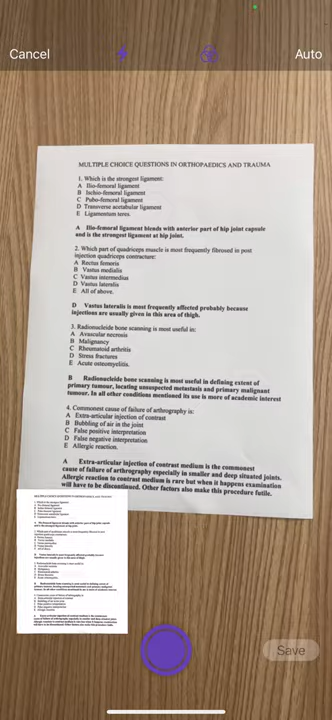 Cancel
Auto
MULTIPLE CHOICE QUESTIONS IN ORTHOPAEDICS AND TRAUMA
1. Which is the strongest ligament:
A Ilio-femoral ligament
B Ischio-femoral ligament
C Pubo-femoral ligament
D Transverse acetabular ligament
E Ligamentum teres.
A Ilio-femoral ligament blends with anterior part of hip joint capsule
and is the strongest ligament at hip joint.
2. Which part of quadriceps muscle is most frequently fibrosed in post
injection quadriceps contracture:
A Rectus femoris
B Vastus medialis
C Vastus intermedius
D Vastus lateralis
E All of above.
D Vastus lateralis is most frequently affected probably because
injections are usually given in this area of thigh.
3. Radionucleide bone scanning is most useful in:
A Avascular necrosis
B Malignancy
C Rheumatoid arthritis
D Stress fractures
E Acute osteomyelitis.
B Radionucleide bone scanning is most useful in defining extent of
primary tumour, locating unsuspected metastasis and primary malignant
tumour. In all other conditions mentioned its use is more of academic interest
4. Commonest cause of failure of arthrography is:
A Extra-articular injection of contrast
B Bubbling of air in the joint
C False positive interpretation
D False negative interpretation
E Allergic reaction.
A Extra-articular injection of contrast medium is the commonest
cause of failure of arthrography especially in smaller and deep situated joints.
Allergic reaction to contrast medium is rare but when it happens examination
will have to be discontinued. Other factors also make this procedure futile.
Save